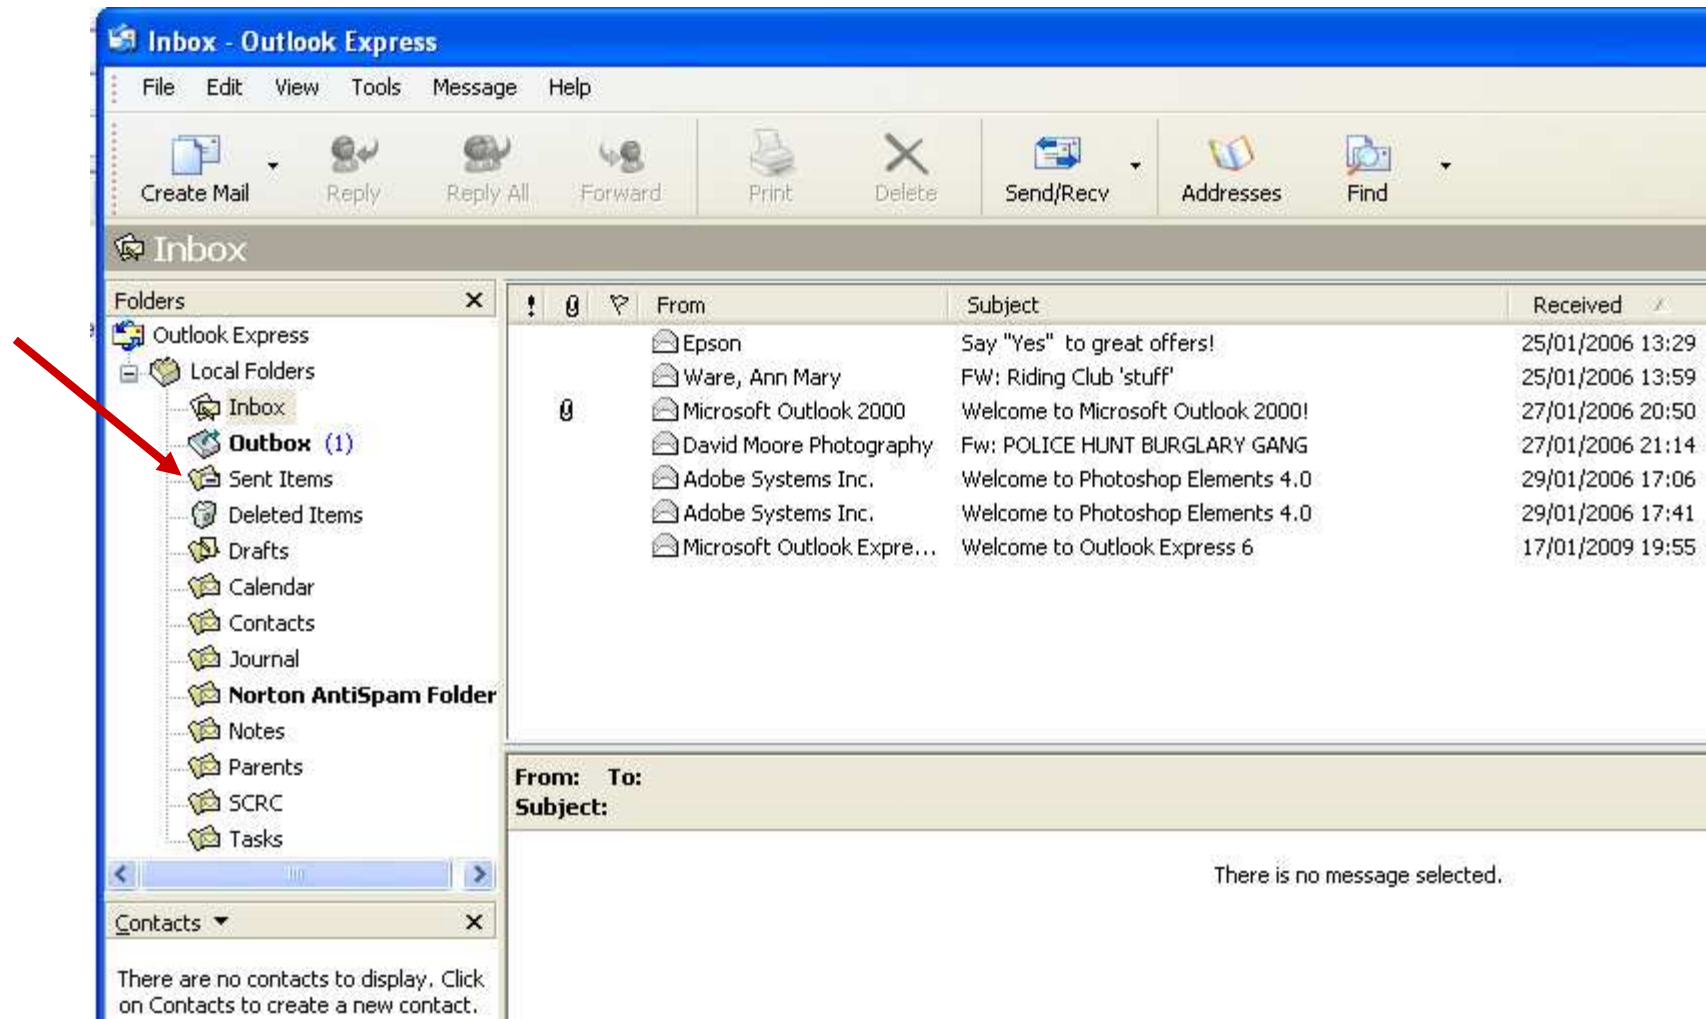 Inbox - Outlook Express
File Edit View Tools Message Help
Create Mail Reply Reply All Forward Print Delete Send/Recv Addresses Find
Inbox
Folders
Outlook Express
Local Folders
Inbox
Outbox (1)
Sent Items
Deleted Items
Drafts
Calendar
Contacts
Journal
Norton AntiSpam Folder
Notes
Parents
SCRC
Tasks
Contacts
There are no contacts to display. Click
on Contacts to create a new contact.
! From Subject Received
Epson Say "Yes" to great offers! 25/01/2006 13:29
Ware, Ann Mary FW: Riding Club 'stuff' 25/01/2006 13:59
Microsoft Outlook 2000 Welcome to Microsoft Outlook 2000! 27/01/2006 20:50
David Moore Photography Fw: POLICE HUNT BURGLARY GANG 27/01/2006 21:14
Adobe Systems Inc. Welcome to Photoshop Elements 4.0 29/01/2006 17:06
Adobe Systems Inc. Welcome to Photoshop Elements 4.0 29/01/2006 17:41
Microsoft Outlook Expre... Welcome to Outlook Express 6 17/01/2009 19:55
From: To:
Subject:
There is no message selected.